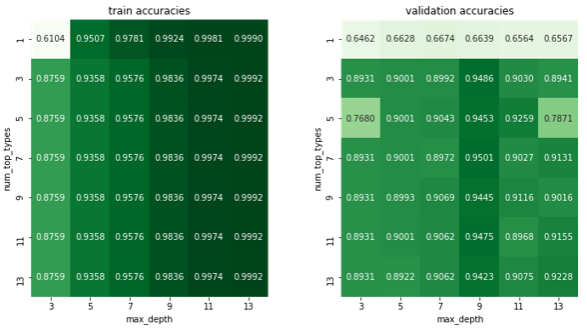 train accuracies
1 0.6104 0.9507 0.9781 0.9924 0.9981 0.9990
3 0.8759 0.9358 0.9576 0.9836 0.9974 0.9992
5 0.8759 0.9358 0.9576 0.9836 0.9974 0.9992
7 0.8759 0.9358 0.9576 0.9836 0.9974 0.9992
9 0.8759 0.9358 0.9576 0.9836 0.9974 0.9992
11 0.8759 0.9358 0.9576 0.9836 0.9974 0.9992
13 0.8759 0.9358 0.9576 0.9836 0.9974 0.9992
num_top_types
3 5 7 9 11 13
max_depth
validation accuracies
1 0.6462 0.6628 0.6674 0.6639 0.6564 0.6567
3 0.8931 0.9001 0.8992 0.9486 0.9030 0.8941
5 0.7680 0.9001 0.9043 0.9453 0.9259 0.7871
7 0.8931 0.9001 0.8972 0.9501 0.9027 0.9131
9 0.8931 0.8993 0.9069 0.9445 0.9116 0.9016
11 0.8931 0.9001 0.9062 0.9475 0.8968 0.9155
13 0.8931 0.8922 0.9062 0.9423 0.9075 0.9228
num_top_types
3 5 7 9 11 13
max_depth